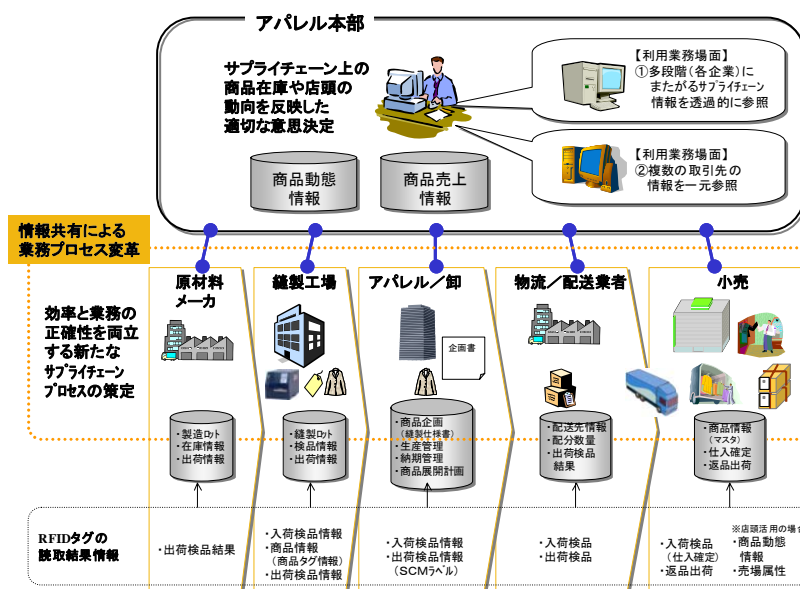 アパレル本部
サプライチェーン上の
商品在庫や店頭の
動向を反映した
適切な意思決定
【利用業務場面】
①多段階(各企業)に
またがるサプライチェーン
情報を透過的に参照
【利用業務場面】
②複数の取引先の
情報を一元参照
商品動態
情報
商品売上
情報
情報共有による
業務プロセス変革
効率と業務の
正確性を両立
する新たな
サプライチェーン
プロセスの策定
原材料
メーカ
縫製工場
アパレル/卸
物流/配送業者
小売
企画書
・製造ロット
・在庫情報
・出荷情報
・縫製ロット
・検品情報
・出荷情報
・商品企画
(縫製仕様書)
・生産管理
・納期管理
・商品展開計画
・配送先情報
・配分数量
・出荷検品
結果
・商品情報
(マスタ)
・仕入確定
・返品出荷
RFIDタグの
読取結果情報
・出荷検品結果
・入荷検品情報
・商品情報
(商品タグ情報)
・出荷検品情報
・入荷検品情報
・出荷検品情報
(SCMラベル)
・入荷検品
・出荷検品
・入荷検品
(仕入確定)
・返品出荷
※店頭活用の場合
・商品動態
情報
・売場属性